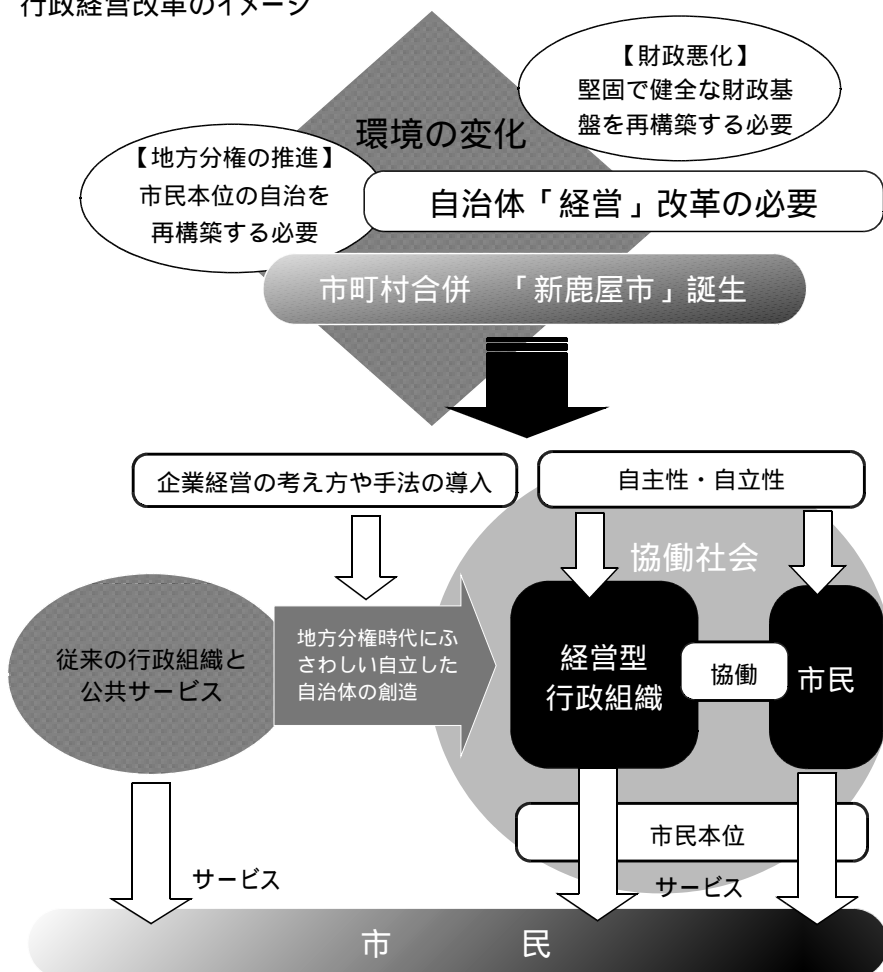 行政経営改革のイメージ
【財政悪化】
堅固で健全な財政基
盤を再構築する必要
環境の変化
【地方分権の推進】
市民本位の自治を
再構築する必要
自治体「経営」改革の必要
市町村合併 「新鹿屋市」誕生
企業経営の考え方や手法の導入
自主性・自立性
協働社会
従来の行政組織と
公共サービス
地方分権時代にふ
さわしい自立した
自治体の創造
経営型
行政組織
協働
市民
市民本位
サービス
サービス
市 民